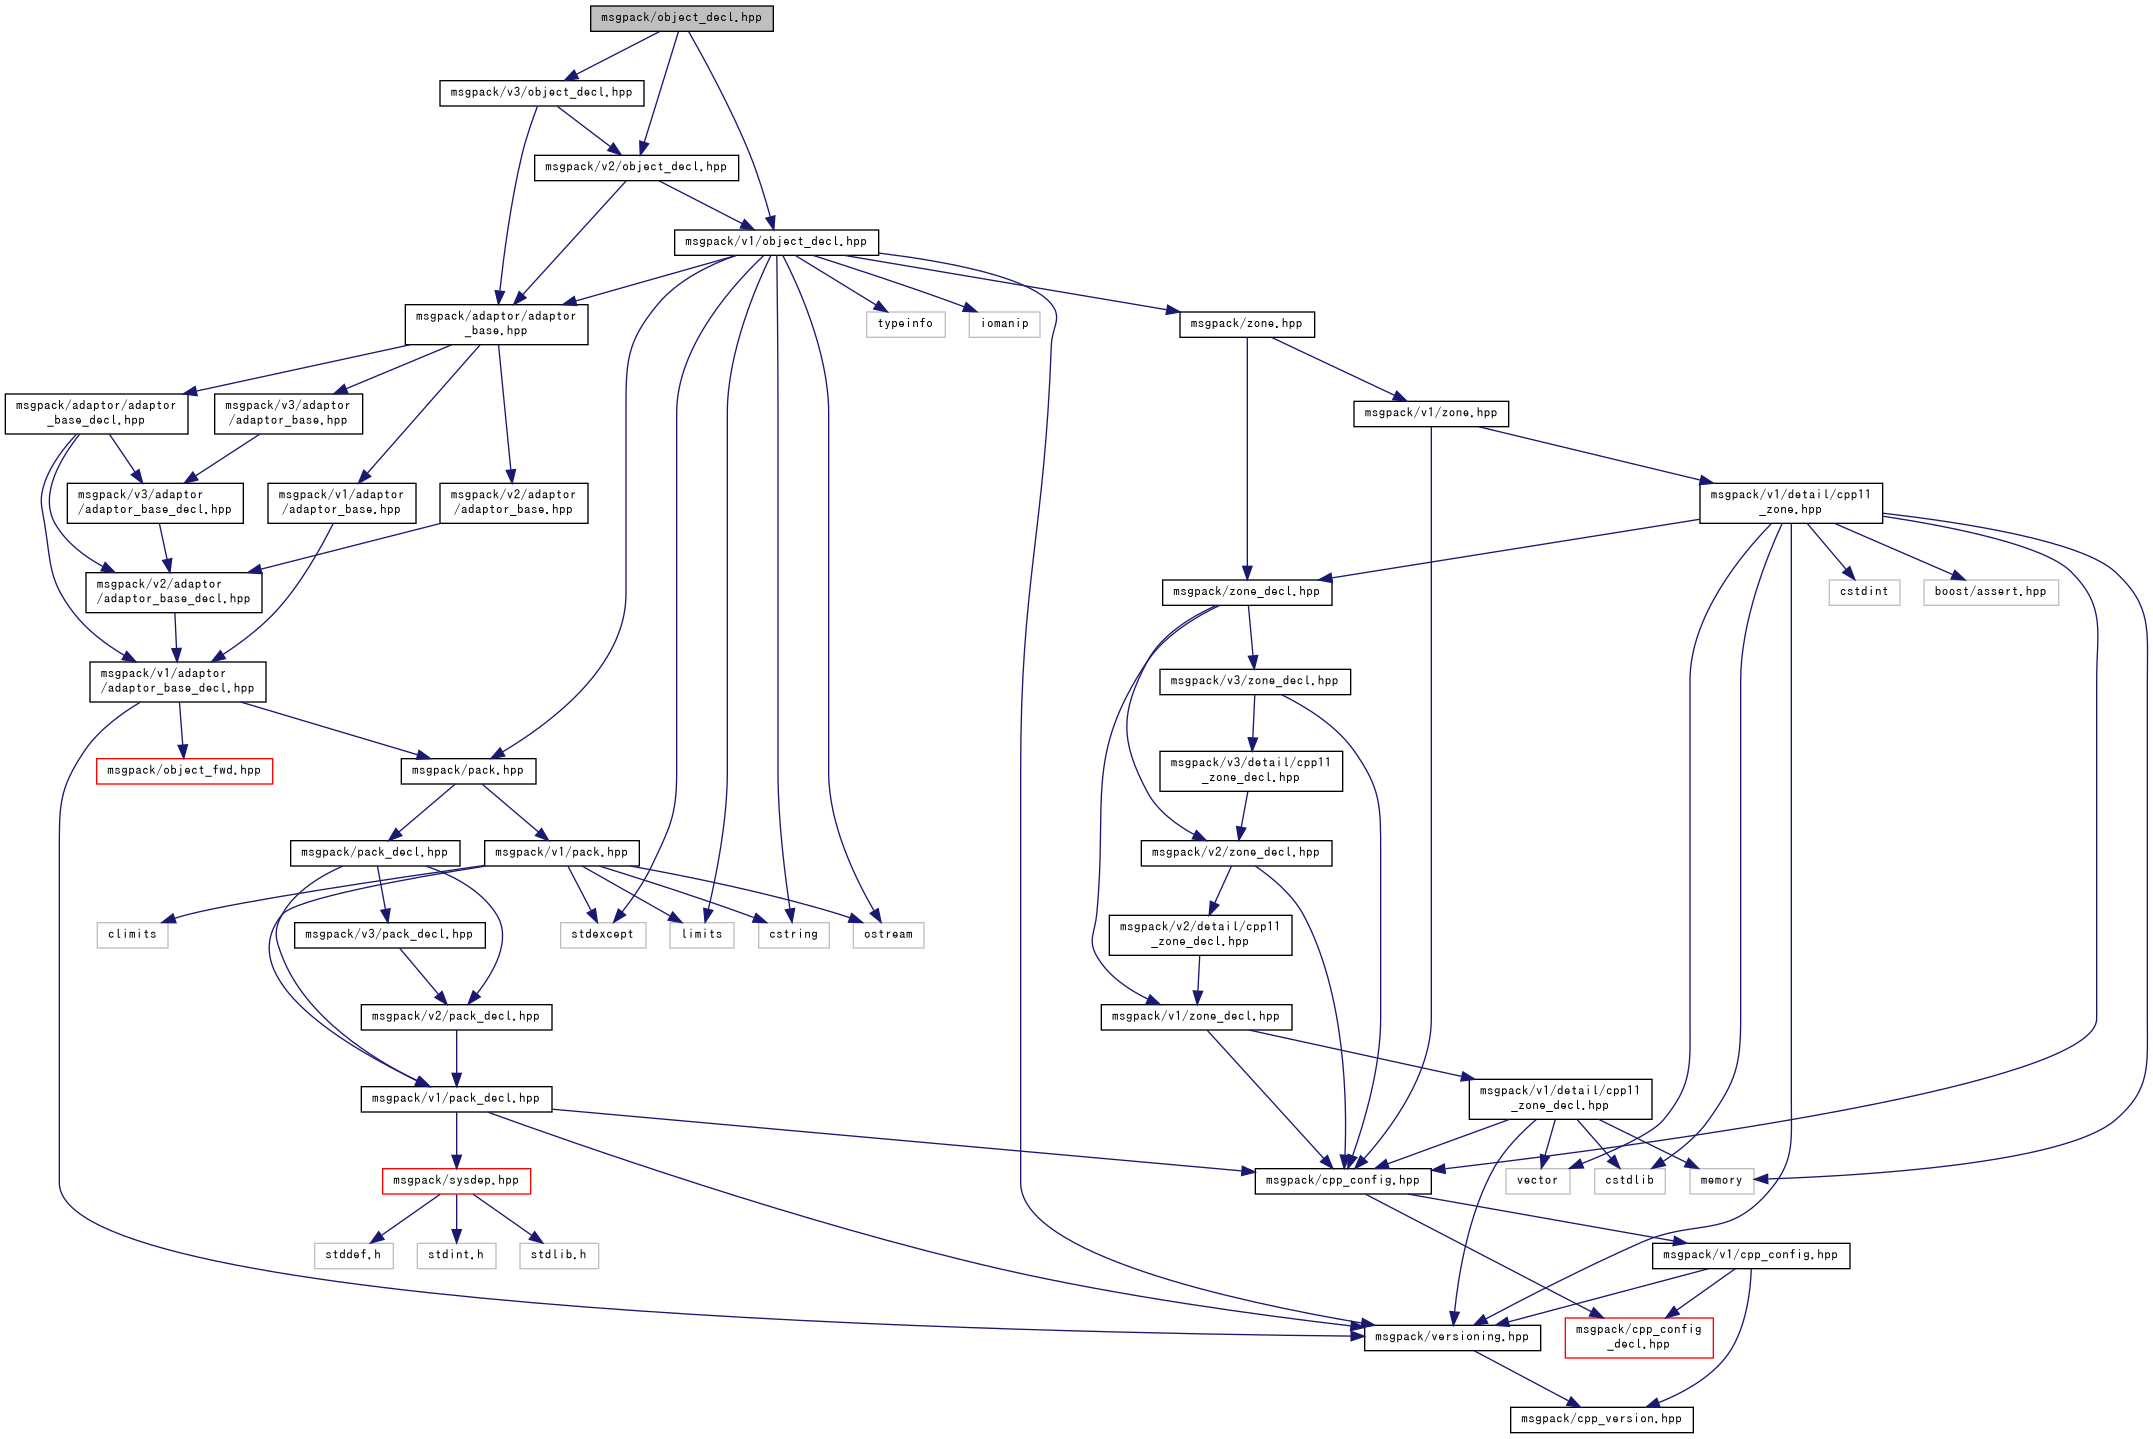 msgpack/object_decl.hpp
msgpack/v3/object_decl.hpp
msgpack/v2/object_decl.hpp
msgpack/v1/object_decl.hpp
msgpack/adaptor/adaptor
_base.hpp
typeinfo
iomanip
msgpack/zone.hpp
msgpack/adaptor/adaptor
_base_decl.hpp
msgpack/v3/adaptor
/adaptor_base.hpp
msgpack/v1/zone.hpp
msgpack/v3/adaptor
/adaptor_base_decl.hpp
msgpack/v1/adaptor
/adaptor_base.hpp
msgpack/v2/adaptor
/adaptor_base.hpp
msgpack/v1/detail/cpp11
_zone.hpp
msgpack/v2/adaptor
/adaptor_base_decl.hpp
msgpack/zone_decl.hpp
cstdint
boost/assert.hpp
msgpack/v1/adaptor
/adaptor_base_decl.hpp
msgpack/v3/zone_decl.hpp
msgpack/object_fwd.hpp
msgpack/pack.hpp
msgpack/v3/detail/cpp11
_zone_decl.hpp
msgpack/pack_decl.hpp
msgpack/v1/pack.hpp
msgpack/v2/zone_decl.hpp
climits
msgpack/v3/pack_decl.hpp
stdexcept
limits
cstring
ostream
msgpack/v2/detail/cpp11
_zone_decl.hpp
msgpack/v2/pack_decl.hpp
msgpack/v1/zone_decl.hpp
msgpack/v1/pack_decl.hpp
msgpack/v1/detail/cpp11
_zone_decl.hpp
msgpack/sysdep.hpp
msgpack/cpp_config.hpp
vector
cstdlib
memory
stddef.h
stdint.h
stdlib.h
msgpack/v1/cpp_config.hpp
msgpack/versioning.hpp
msgpack/cpp_config
_decl.hpp
msgpack/cpp_version.hpp